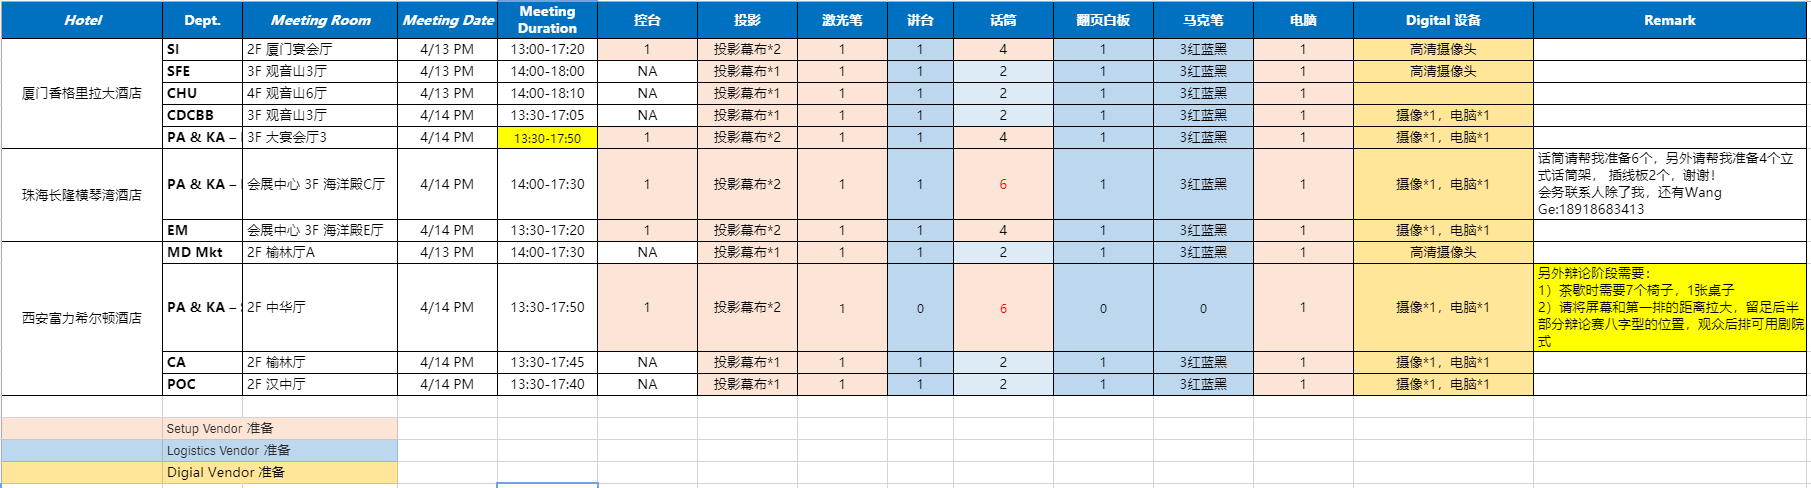 Hotel Dept. Meeting Room Meeting Date Meeting Duration 控台 投影 激光笔 讲台 话筒 翻页白板 马克笔 电脑 Digital 设备 Remark
厦门香格里拉大酒店
SI 2F 厦门宴会厅 4/13 PM 13:00-17:20 1 投影幕布*2 1 1 4 1 3红蓝黑 1 高清摄像头
SFE 3F 观音山3厅 4/13 PM 14:00-18:00 NA 投影幕布*1 1 1 2 1 3红蓝黑 1 高清摄像头
CHU 4F 观音山6厅 4/13 PM 14:00-18:10 NA 投影幕布*1 1 1 2 1 3红蓝黑 1
CDCBB 3F 观音山3厅 4/14 PM 13:30-17:05 NA 投影幕布*1 1 1 2 1 3红蓝黑 1 摄像*1，电脑*1
PA & KA – 3F 大宴会厅3 4/14 PM 13:30-17:50 1 投影幕布*2 1 1 4 1 3红蓝黑 1 摄像*1，电脑*1
珠海长隆横琴湾酒店
PA & KA – 会展中心 3F 海洋殿C厅 4/14 PM 14:00-17:30 1 投影幕布*2 1 1 6 1 3红蓝黑 1 摄像*1，电脑*1
话筒请帮我准备6个，另外请帮我准备4个立
式话筒架， 插线板2个，谢谢！
会务联系人除了我，还有Wang
Ge:18918683413
EM 会展中心 3F 海洋殿E厅 4/14 PM 13:30-17:20 1 投影幕布*2 1 1 4 1 3红蓝黑 1 摄像*1，电脑*1
西安富力希尔顿酒店
MD Mkt 2F 榆林厅A 4/13 PM 14:00-17:30 NA 投影幕布*1 1 1 2 1 3红蓝黑 1 高清摄像头
PA & KA – 2F 中华厅 4/14 PM 13:30-17:50 1 投影幕布*2 1 0 6 0 0 1 摄像*1，电脑*1
另外辩论阶段需要：
1）茶歇时需要7个椅子，1张桌子
2）请将屏幕和第一排的距离拉大，留足后半
部分辩论赛八字型的位置，观众后排可用剧院
式
CA 2F 榆林厅 4/14 PM 13:30-17:45 NA 投影幕布*1 1 1 2 1 3红蓝黑 1 摄像*1，电脑*1
POC 2F 汉中厅 4/14 PM 13:30-17:40 NA 投影幕布*1 1 1 2 1 3红蓝黑 1 摄像*1，电脑*1
Setup Vendor 准备
Logistics Vendor 准备
Digial Vendor 准备